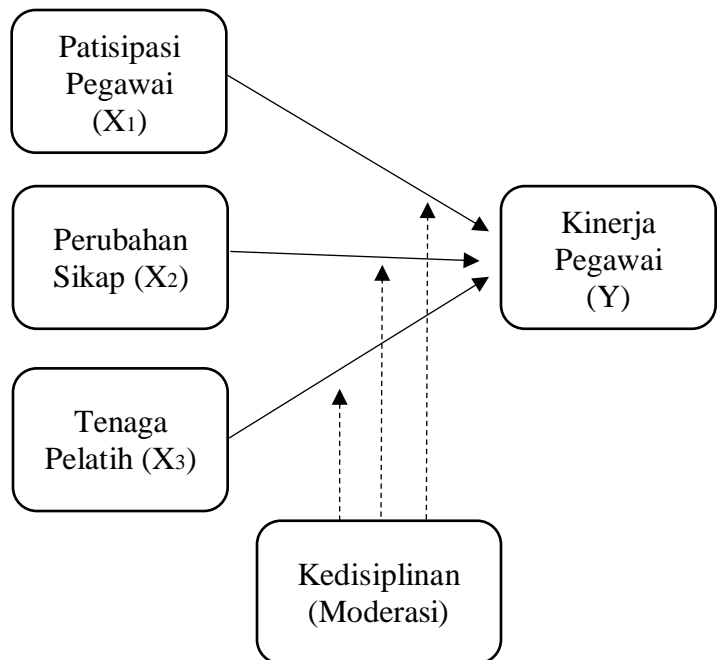 Patisipasi
Pegawai
(X1)
Perubahan
Sikap (X2)
Tenaga
Pelatih (X3)
Kinerja
Pegawai
(Y)
Kedisiplinan
(Moderasi)